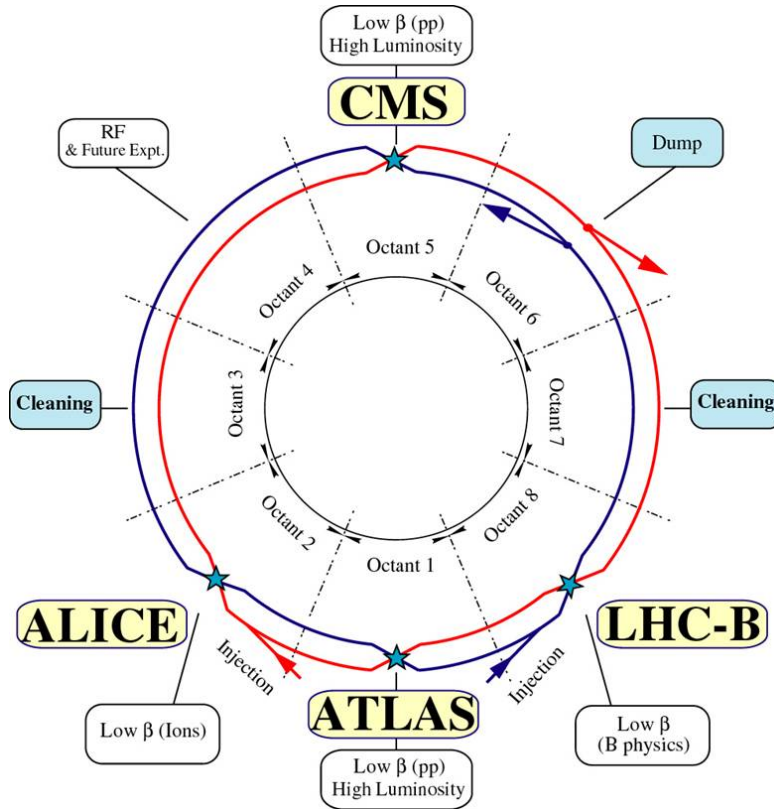 Low β (pp)
High Luminosity
CMS
RF
& Future Expt.
Dump
Octant 5
Octant 4
Octant 6
Cleaning
Octant 3
Octant 7
Cleaning
Octant 2
Octant 8
Octant 1
ALICE
LHC-B
Injection
Injection
ATLAS
Low β (Ions)
Low β
(B physics)
Low β (pp)
High Luminosity